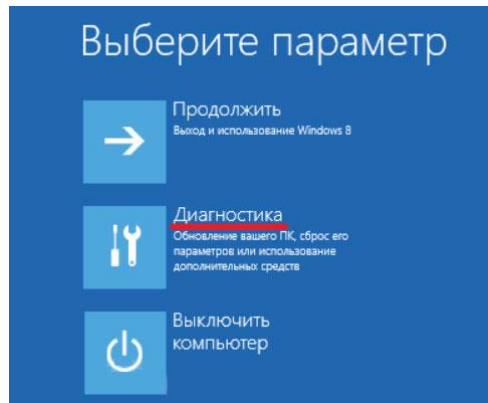 Выберите параметр
Продолжить
Выход и использование Windows 8
Диагностика
Обновление вашего ПК, сброс его
параметров или использование
дополнительных средств
Выключить
компьютер